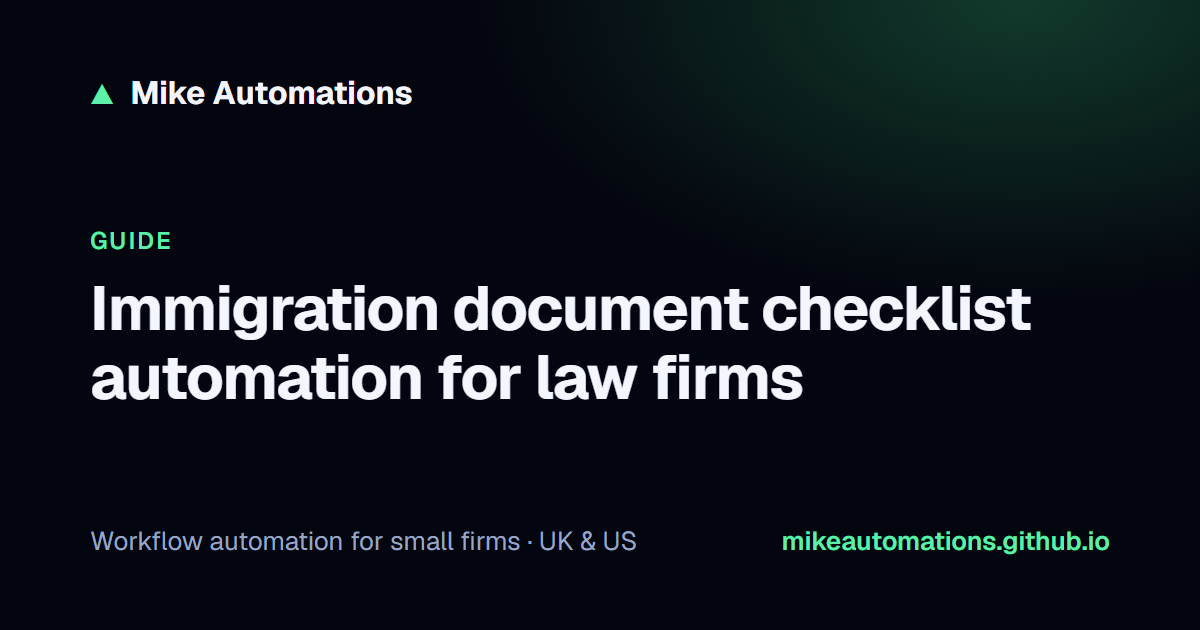 Mike Automations
GUIDE
Immigration document checklist
automation for law firms
Workflow automation for small firms · UK & US
mikeautomations.github.io